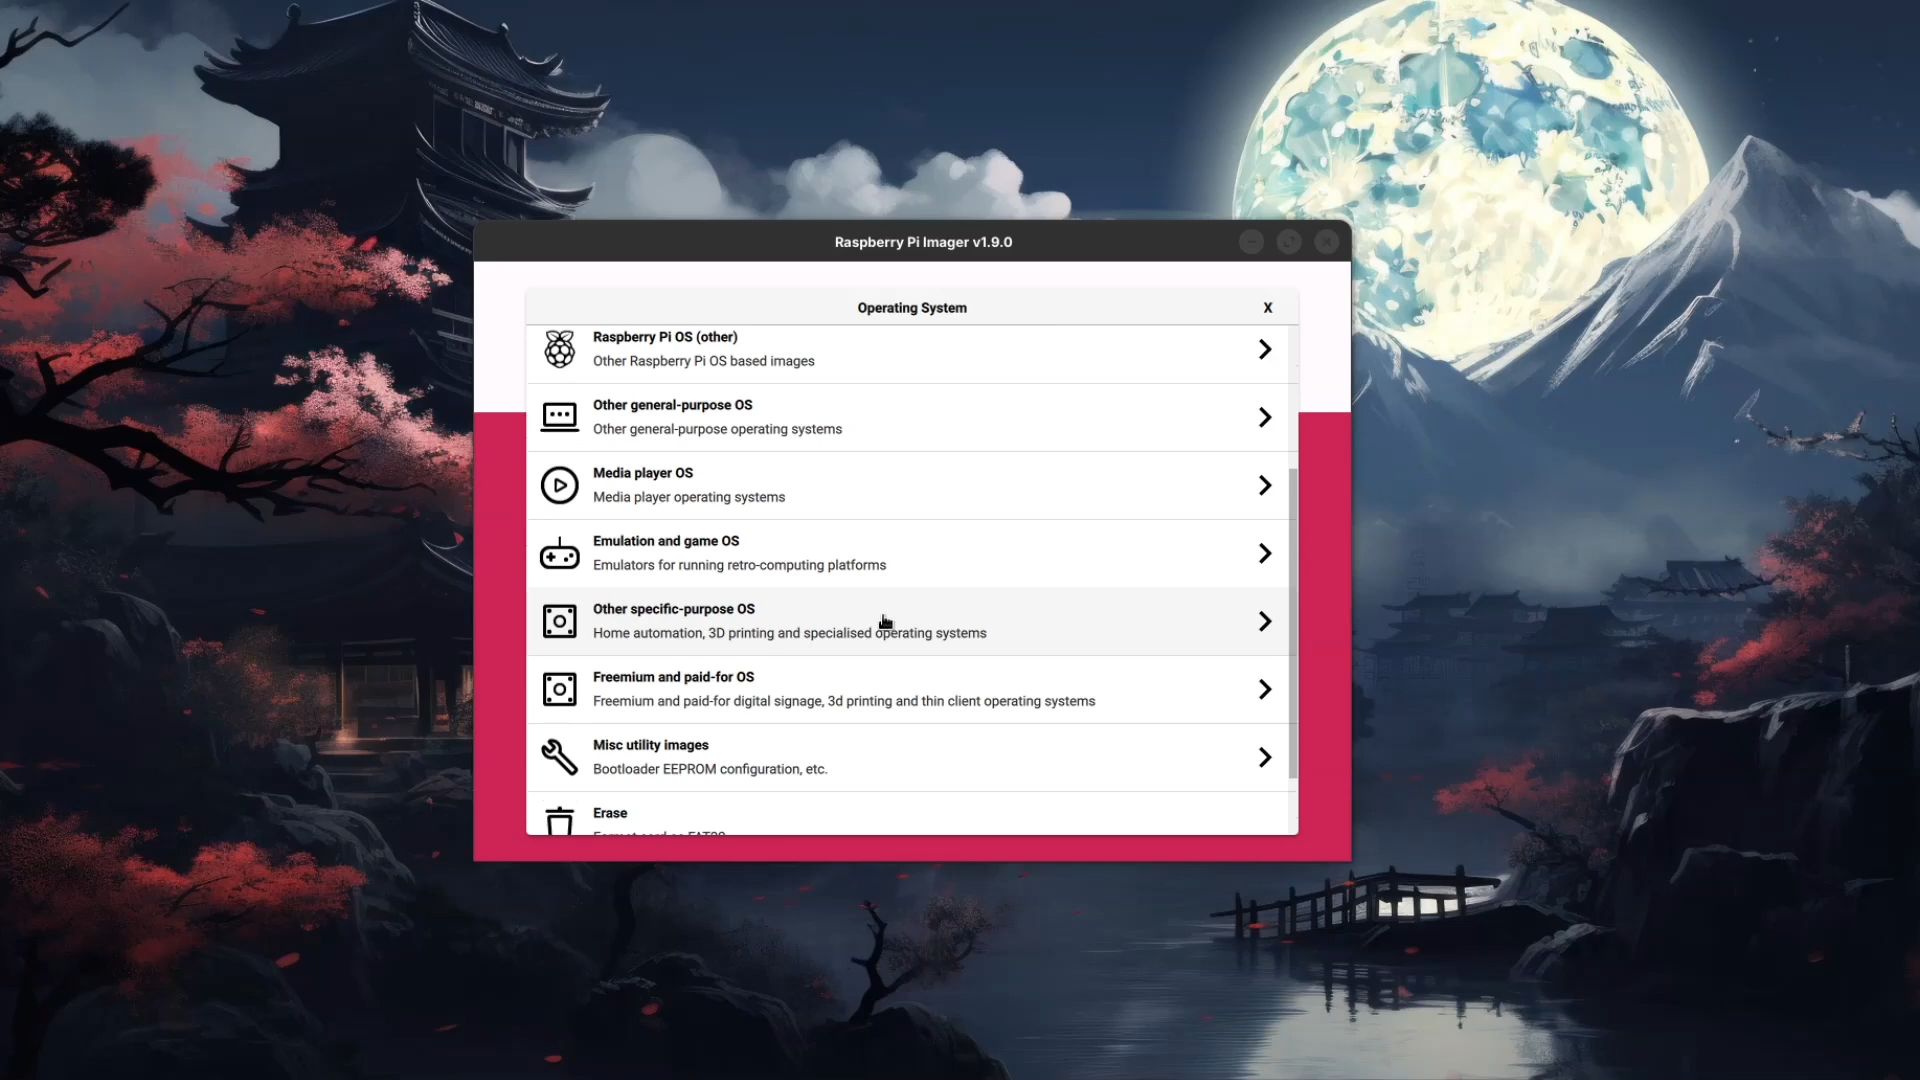 Raspberry Pi Imager v1.9.0
Operating System
X
Raspberry Pi OS (other)
Other Raspberry Pi OS based images
Other general-purpose OS
Other general-purpose operating systems
Media player OS
Media player operating systems
Emulation and game OS
Emulators for running retro-computing platforms
Other specific-purpose OS
Home automation, 3D printing and specialised operating systems
Freemium and paid-for OS
Freemium and paid-for digital signage, 3d printing and thin client operating systems
Misc utility images
Bootloader EEPROM configuration, etc.
Erase